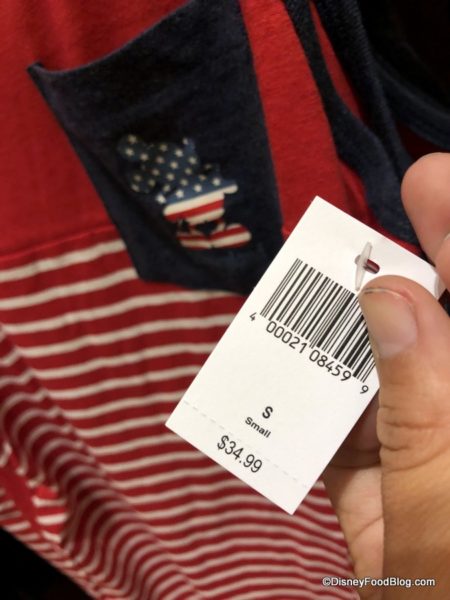 4 00021 08459 9
S
Small
$34.99
©DisneyFoodBlog.com